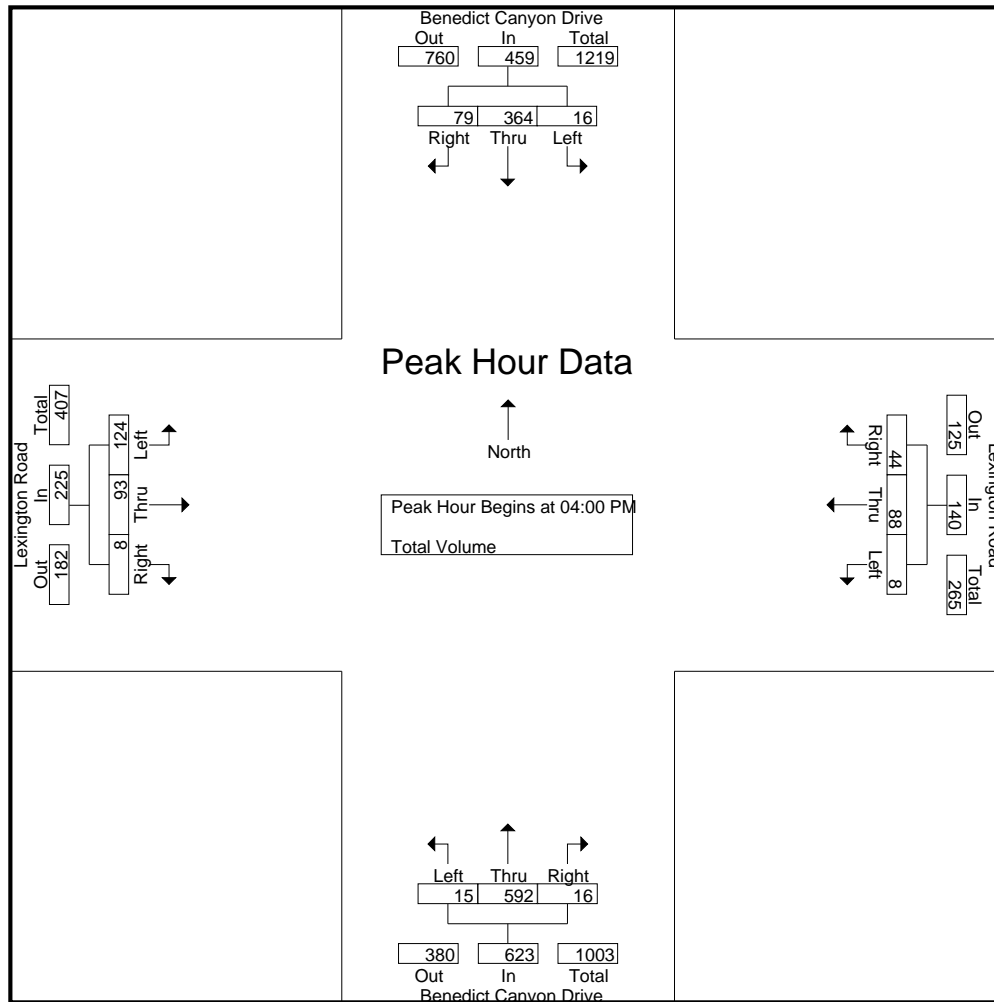 Benedict Canyon Drive
Out In Total
760 459 1219
79 364 16
Right Thru Left
Peak Hour Data
North
Peak Hour Begins at 04:00 PM
Total Volume
Lexington Road
Total In Out
407 225 182
124 93 8
Left Thru Right
Lexington Road
Out In Total
125 140 265
44 88 8
Right Thru Left
Left Thru Right
15 592 16
380 623 1003
Out In Total
Benedict Canyon Drive